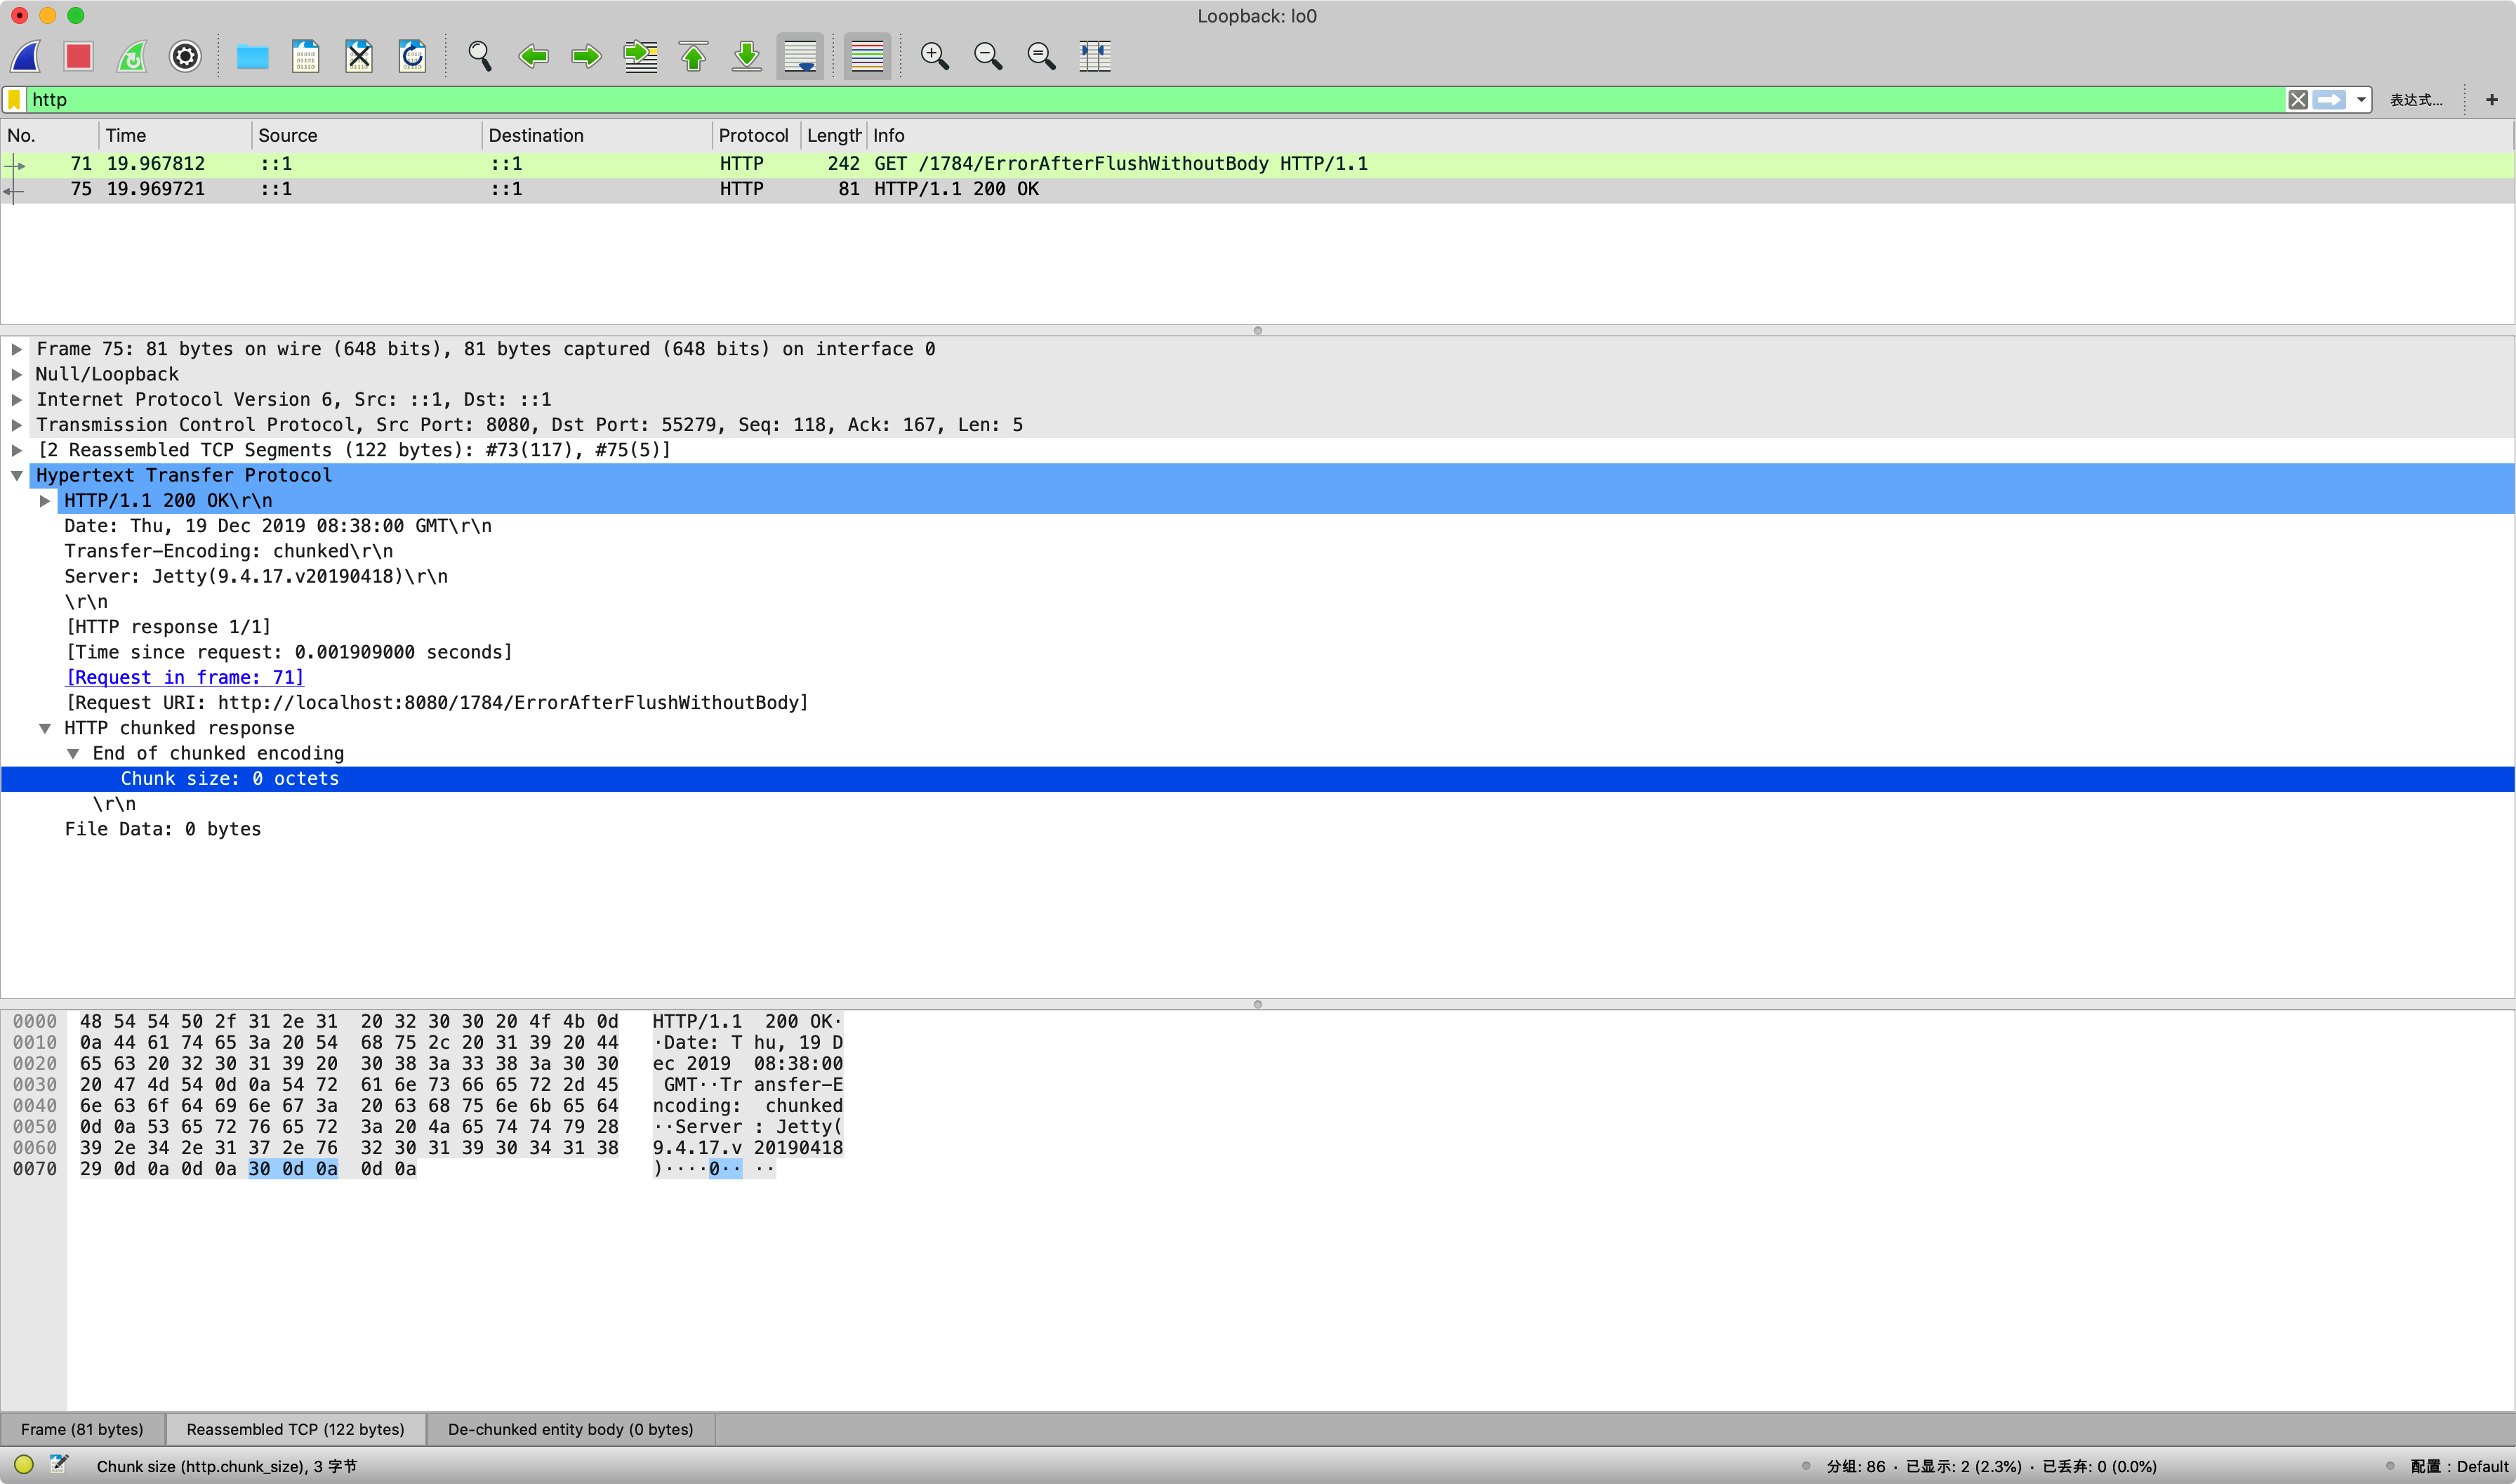 Loopback: lo0
http
表达式...
+
No. Time Source Destination Protocol Length Info
71 19.967812 ::1 ::1 HTTP 242 GET /1784/ErrorAfterFlushWithoutBody HTTP/1.1
75 19.969721 ::1 ::1 HTTP 81 HTTP/1.1 200 OK
Frame 75: 81 bytes on wire (648 bits), 81 bytes captured (648 bits) on interface 0
Null/Loopback
Internet Protocol Version 6, Src: ::1, Dst: ::1
Transmission Control Protocol, Src Port: 8080, Dst Port: 55279, Seq: 118, Ack: 167, Len: 5
[2 Reassembled TCP Segments (122 bytes): #73(117), #75(5)]
Hypertext Transfer Protocol
HTTP/1.1 200 OK\r\n
Date: Thu, 19 Dec 2019 08:38:00 GMT\r\n
Transfer-Encoding: chunked\r\n
Server: Jetty(9.4.17.v20190418)\r\n
\r\n
[HTTP response 1/1]
[Time since request: 0.001909000 seconds]
[Request in frame: 71]
[Request URI: http://localhost:8080/1784/ErrorAfterFlushWithoutBody]
HTTP chunked response
End of chunked encoding
Chunk size: 0 octets
\r\n
File Data: 0 bytes
0000 48 54 54 50 2f 31 2e 31 20 32 30 30 20 4f 4b 0d HTTP/1.1 200 OK·
0010 0a 44 61 74 65 3a 20 54 68 75 2c 20 31 39 20 44 ·Date: T hu, 19 D
0020 65 63 20 32 30 31 39 20 30 38 3a 33 38 3a 30 30 ec 2019 08:38:00
0030 20 47 4d 54 0d 0a 54 72 61 6e 73 66 65 72 2d 45 GMT··Tr ansfer-E
0040 6e 63 6f 64 69 6e 67 3a 20 63 68 75 6e 6b 65 64 ncoding: chunked
0050 0d 0a 53 65 72 76 65 72 3a 20 4a 65 74 74 79 28 ··Server : Jetty(
0060 39 2e 34 2e 31 37 2e 76 32 30 31 39 30 34 31 38 9.4.17.v 20190418
0070 29 0d 0a 0d 0a 30 0d 0a 0d 0a )····0·· ··
Frame (81 bytes) Reassembled TCP (122 bytes) De-chunked entity body (0 bytes)
Chunk size (http.chunk_size), 3 字节 分组: 86 · 已显示: 2 (2.3%) · 已丢弃: 0 (0.0%) 配置：Default